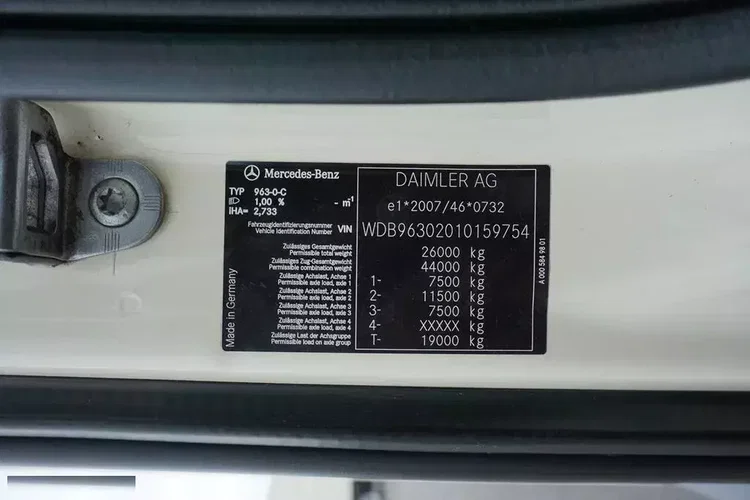 Mercedes-Benz
TYP 963-0-C
1,00 % - m⁻¹
IHA= 2,733
Fahrzeugidentifizierungsnummer
Vehicle Identification Number VIN
Zulässiges Gesamtgewicht
Permissible total weight
Zulässiges Zug-Gesamtgewicht
Permissible combination weight
Zulässige Achslast, Achse 1
Permissible axle load, axle 1
Zulässige Achslast, Achse 2
Permissible axle load, axle 2
Zulässige Achslast, Achse 3
Permissible axle load, axle 3
Zulässige Achslast, Achse 4
Permissible axle load, axle 4
Zulässige Last der Achsgruppe
Permissible load on axle group
Made in Germany
DAIMLER AG
e1*2007/46*0732
WDB96302010159754
26000 kg
44000 kg
1- 7500 kg
2- 11500 kg
3- 7500 kg
4- XXXXX kg
T- 19000 kg
A 000 584 98 01